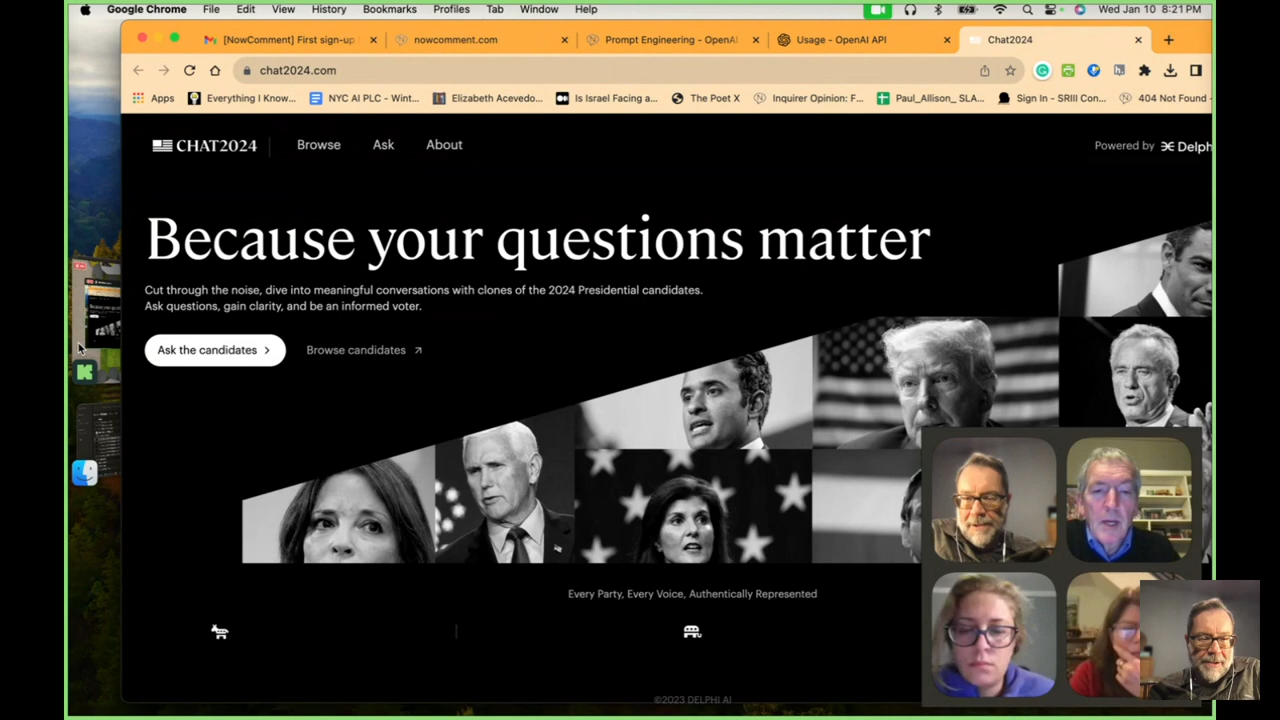 Google Chrome File Edit View History Bookmarks Profiles Tab Window Help Wed Jan 10 8:21 PM
[NowComment] First sign-up nowcomment.com Prompt Engineering - OpenAI Usage - OpenAI API Chat2024
chat2024.com
Apps Everything I Know... NYC AI PLC - Wint... Elizabeth Acevedo... Is Israel Facing a... The Poet X Inquirer Opinion: F... Paul_Allison_ SLA... Sign In - SRIII Con... 404 Not Found -
CHAT2024 Browse Ask About Powered by Delph
Because your questions matter
Cut through the noise, dive into meaningful conversations with clones of the 2024 Presidential candidates.
Ask questions, gain clarity, and be an informed voter.
Ask the candidates Browse candidates
K
Every Party, Every Voice, Authentically Represented
©2023 DELPHI AI